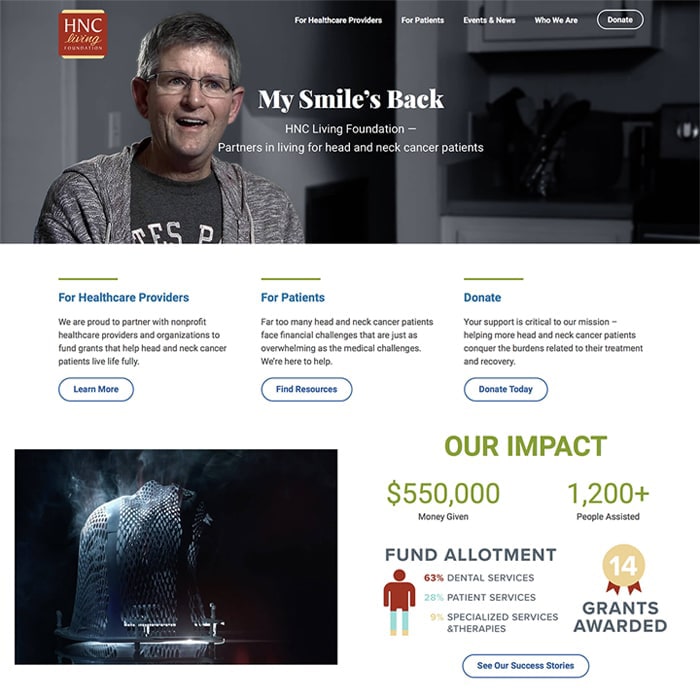 HNC
living
FOUNDATION
For Healthcare Providers
For Patients
Events & News
Who We Are
Donate
My Smile's Back
HNC Living Foundation —
Partners in living for head and neck cancer patients
For Healthcare Providers
We are proud to partner with nonprofit
healthcare providers and organizations to
fund grants that help head and neck cancer
patients live life fully.
Learn More
For Patients
Far too many head and neck cancer patients
face financial challenges that are just as
overwhelming as the medical challenges.
We're here to help.
Find Resources
Donate
Your support is critical to our mission –
helping more head and neck cancer patients
conquer the burdens related to their treatment
and recovery.
Donate Today
OUR IMPACT
$550,000
Money Given
1,200+
People Assisted
FUND ALLOTMENT
63% DENTAL SERVICES
28% PATIENT SERVICES
9% SPECIALIZED SERVICES
&THERAPIES
14
GRANTS
AWARDED
See Our Success Stories